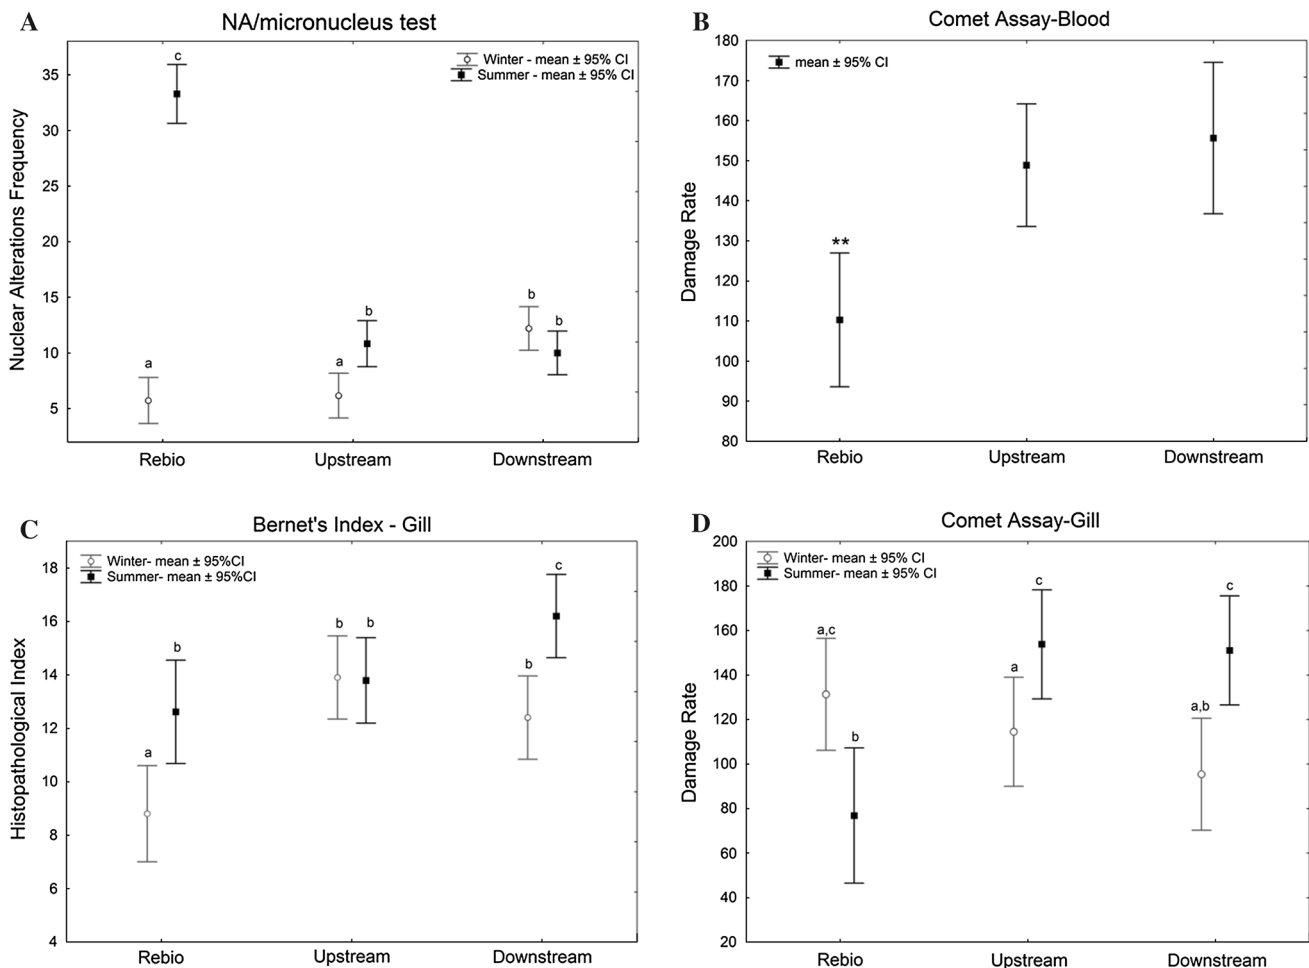 A
NA/micronucleus test
Winter - mean ± 95% CI
Summer - mean ± 95% CI
Nuclear Alterations Frequency
35
30
25
20
15
10
5
c
a
a
b
b
b
Rebio
Upstream
Downstream
B
Comet Assay-Blood
mean ± 95% CI
Damage Rate
180
170
160
150
140
130
120
110
100
90
80
**
Rebio
Upstream
Downstream
C
Bernet's Index - Gill
Winter- mean ± 95%CI
Summer- mean ± 95%CI
Histopathological Index
18
16
14
12
10
8
6
4
a
b
b
b
b
c
Rebio
Upstream
Downstream
D
Comet Assay-Gill
Winter- mean ± 95% CI
Summer- mean ± 95% CI
Damage Rate
200
180
160
140
120
100
80
60
40
20
a,c
b
a
c
a,b
c
Rebio
Upstream
Downstream